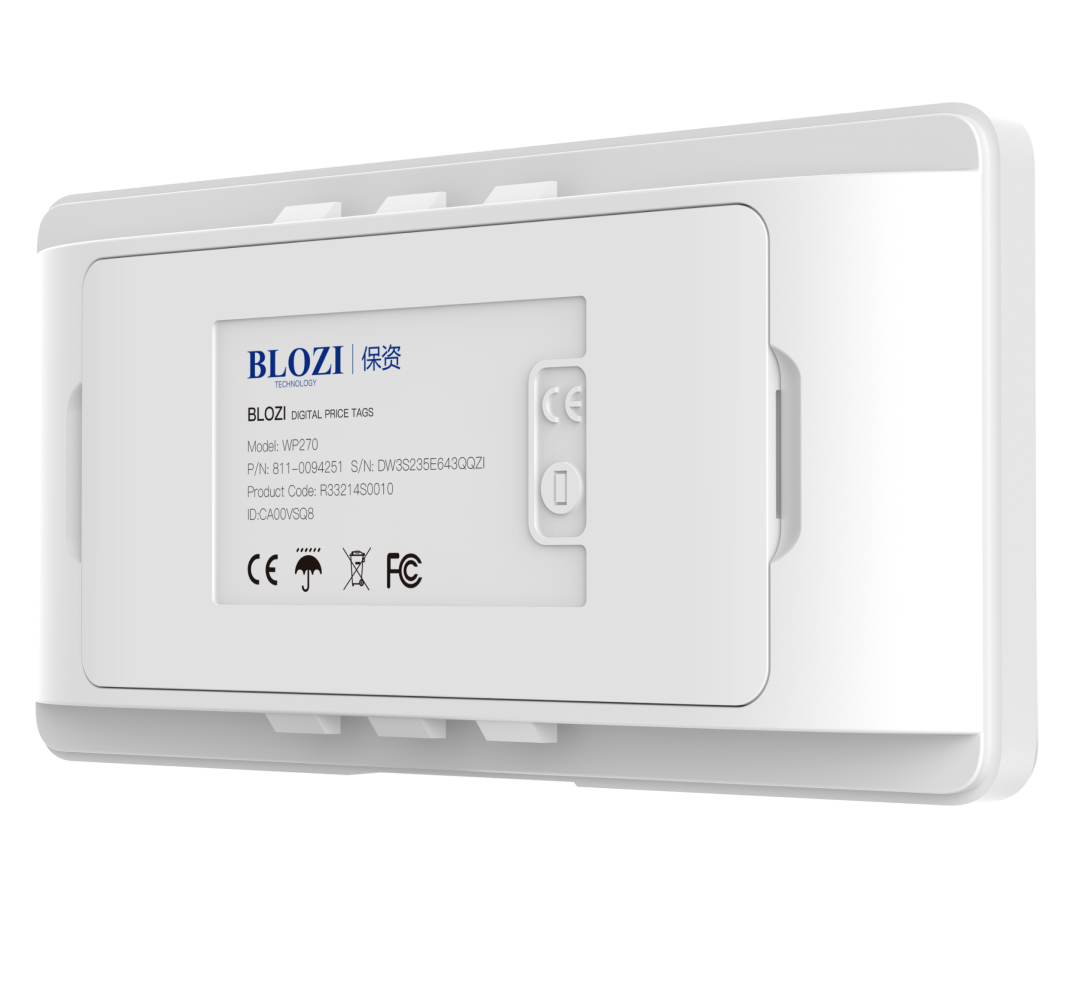 BLOZI | 保资
TECHNOLOGY
BLOZI DIGITAL PRICE TAGS
Model: WP270
P/N: 811-0094251 S/N: DW3S235E643QQZI
Product Code: R33214S0010
ID:CA00VSQ8
CE FC
CE